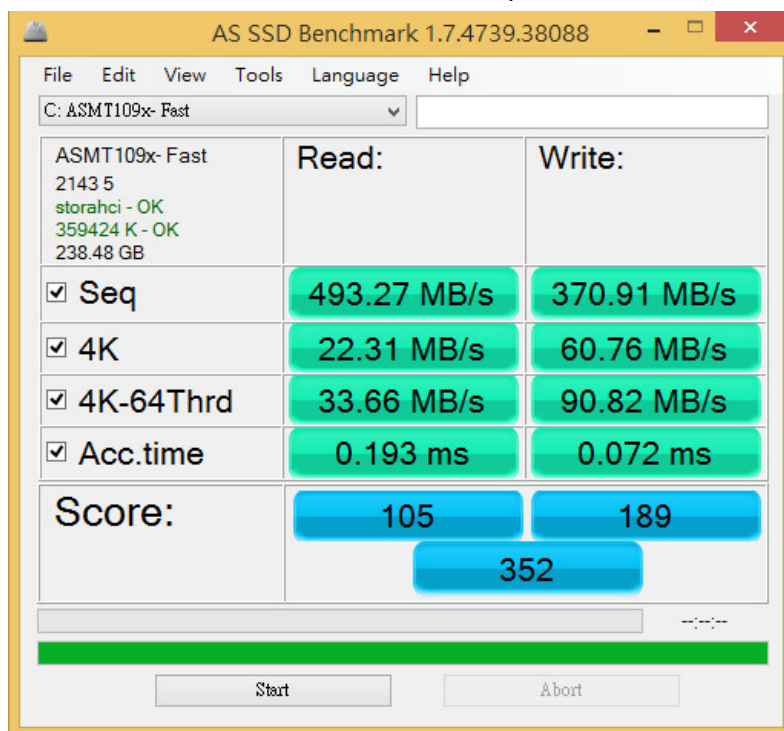 AS SSD Benchmark 1.7.4739.38088
File Edit View Tools Language Help
C: ASMT109x- Fast
ASMT109x- Fast
2143 5
storahci - OK
359424 K - OK
238.48 GB
Read: Write:
Seq 493.27 MB/s 370.91 MB/s
4K 22.31 MB/s 60.76 MB/s
4K-64Thrd 33.66 MB/s 90.82 MB/s
Acc.time 0.193 ms 0.072 ms
Score: 105 189
352
--:--:--
Start Abort